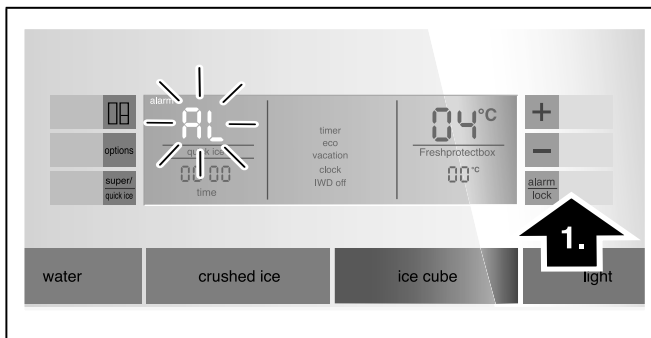 alarm
AL
quick ice
00:00
time
timer
eco
vacation
clock
IWD off
04°C
Freshprotectbox
00°C
options
super/
quick ice
+
−
alarm
lock
1.
water
crushed ice
ice cube
light